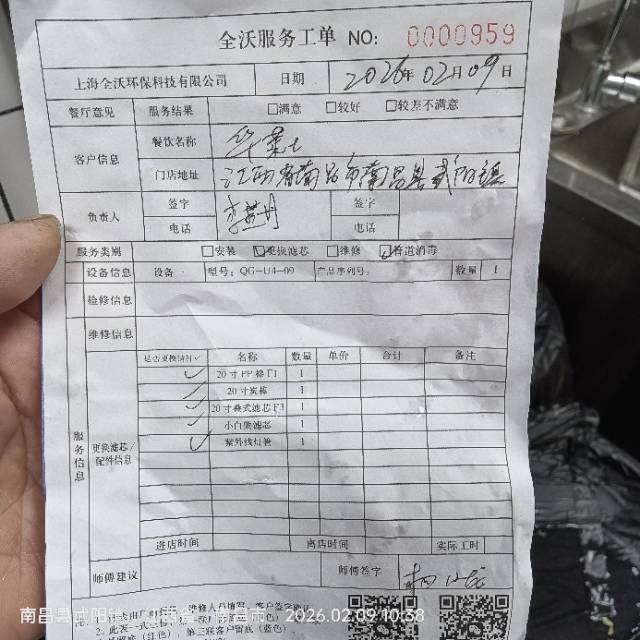 全沃服务工单 NO: 0000959
上海全沃环保科技有限公司 日期 2026年02月09日
餐厅意见 服务结果 □满意 □较好 □较差不满意
客户信息 餐饮名称 华莱士
门店地址 江西省南昌市南昌县武阳镇
负责人 签字 签字
电话 电话
服务类别 □安装 ☑更换滤芯 □维修 ☑管道消毒
设备信息 设备 型号: QG-U4-09 产品序列号: 数量 1
检修信息
维修信息
服务信息
更换滤芯/配件信息
是否更换请打✓ 名称 数量 单价 合计 备注
✓ 20寸PP棉 1
✓ 20寸炭棒 1
✓ 20寸叠式滤芯 1
✓ 小白 滤芯 1
✓ 紫外线灯管 1
进店时间 离店时间 实际工时
师傅建议 师傅签字
南昌县武阳镇 江西省 南昌市 2026.02.09 10:38